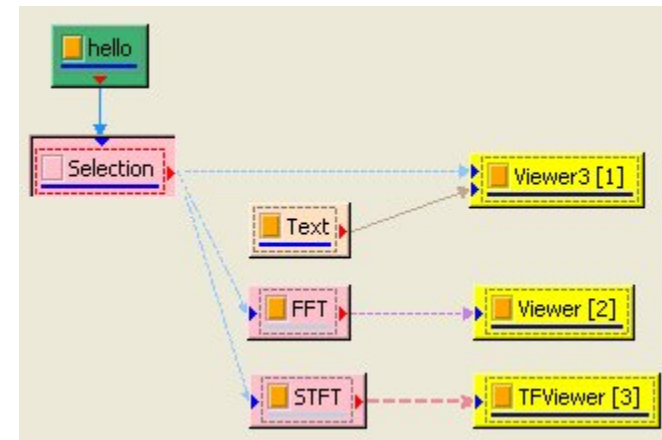 hello
Selection
Viewer3 [1]
Text
FFT
Viewer [2]
STFT
TFViewer [3]